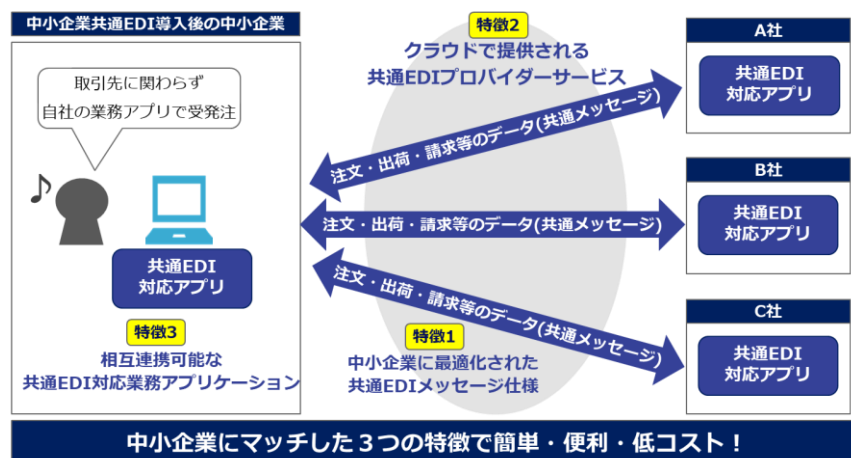 中小企業共通EDI導入後の中小企業
取引先に関わらず
自社の業務アプリで受発注
共通EDI
対応アプリ
特徴3
相互連携可能な
共通EDI対応業務アプリケーション
特徴2
クラウドで提供される
共通EDIプロバイダーサービス
注文・出荷・請求等のデータ(共通メッセージ)
注文・出荷・請求等のデータ(共通メッセージ)
注文・出荷・請求等のデータ(共通メッセージ)
特徴1
中小企業に最適化された
共通EDIメッセージ仕様
A社
共通EDI
対応アプリ
B社
共通EDI
対応アプリ
C社
共通EDI
対応アプリ
中小企業にマッチした３つの特徴で簡単・便利・低コスト！